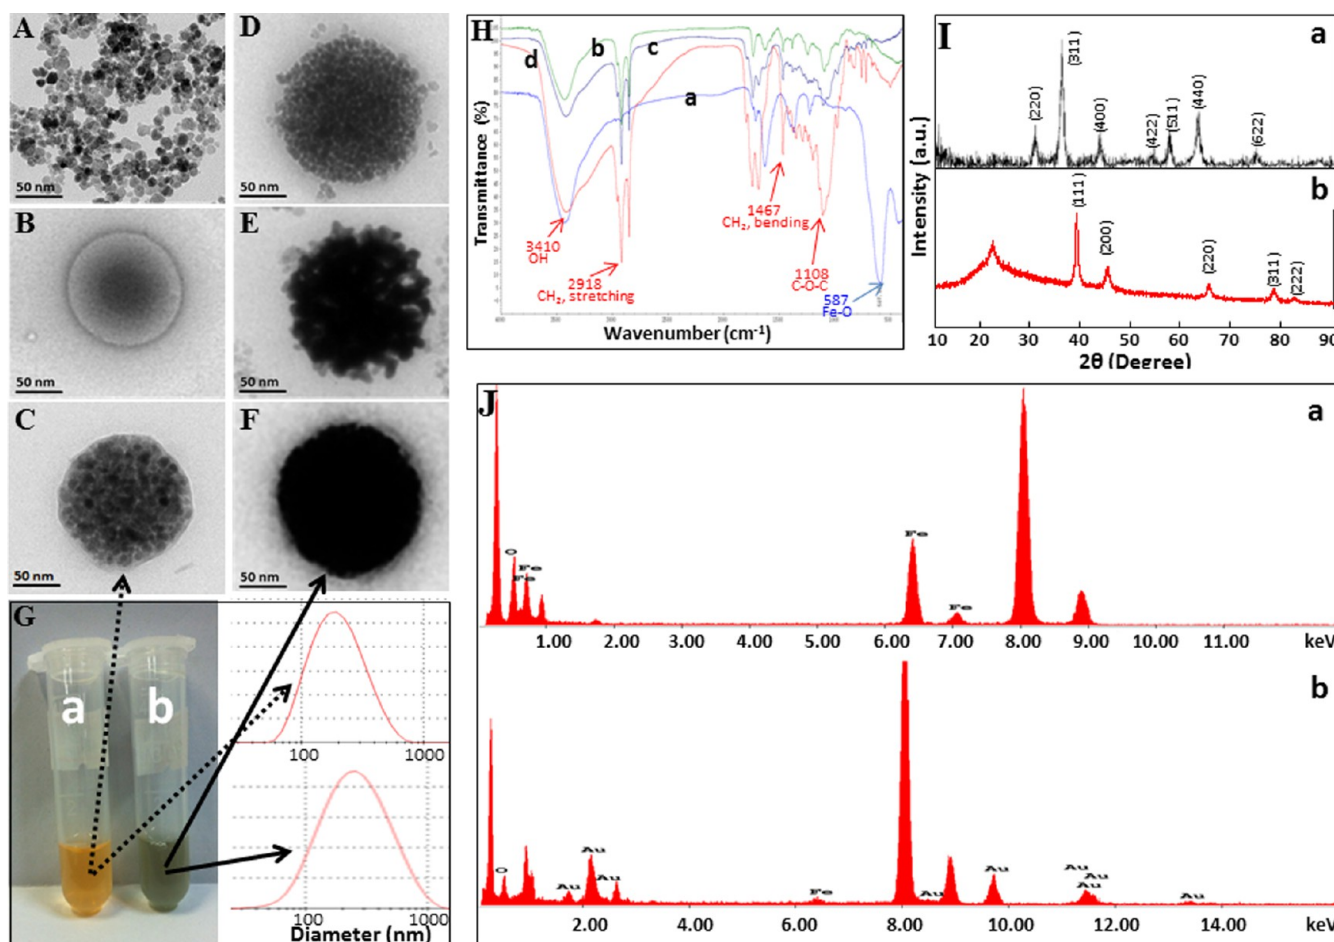 A
50 nm
B
50 nm
C
50 nm
D
50 nm
E
50 nm
F
50 nm
G
a
b
100
1000
100
1000
Diameter (nm)
H
d
b
c
a
Transmittance (%)
3410
OH
2918
CH₂, stretching
1467
CH₂, bending
1108
C-O-C
587
Fe-O
Wavenumber (cm⁻¹)
I
a
(220)
(311)
(400)
(422)
(511)
(440)
(622)
Intensity (a.u.)
b
(111)
(200)
(220)
(311)
(222)
10 20 30 40 50 60 70 80 90
2θ (Degree)
J
a
O
Fe
Fe
Fe
Fe
1.00 2.00 3.00 4.00 5.00 6.00 7.00 8.00 9.00 10.00 11.00 keV
b
O
Au
Au
Au
Fe
Au
Au
Au
Au
Au
Au
2.00 4.00 6.00 8.00 10.00 12.00 14.00 keV